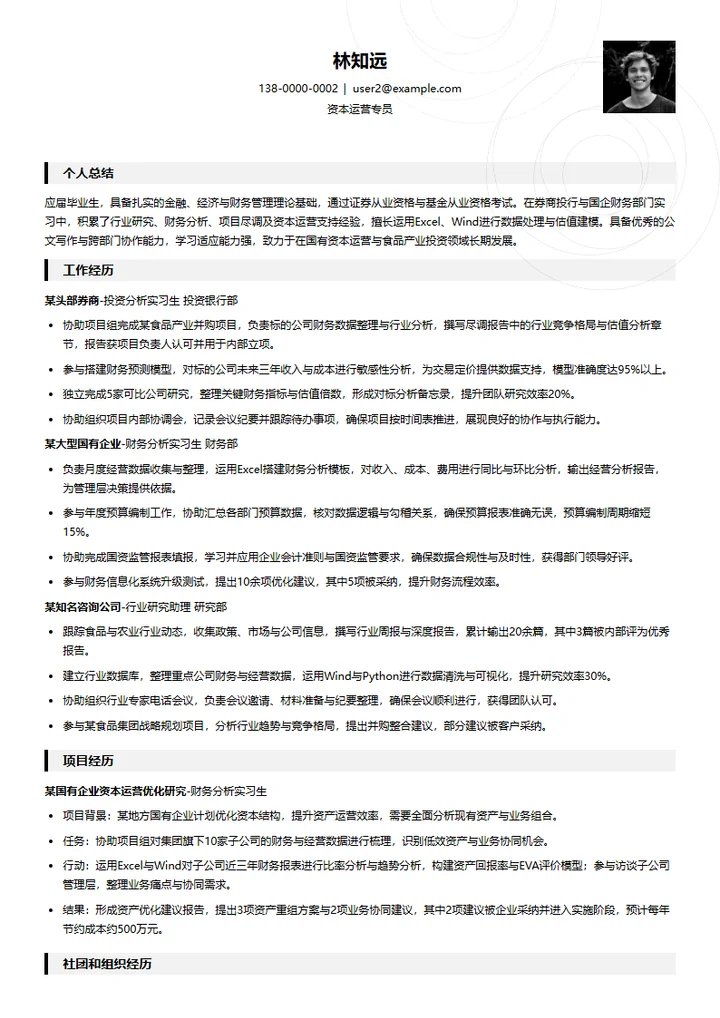 林知远
138-0000-0002 | user2@example.com
资本运营专员
个人总结
应届毕业生，具备扎实的金融、经济与财务管理理论基础，通过证券从业资格与基金从业资格考试。在券商投行与国企财务部门实
习中，积累了行业研究、财务分析、项目尽调及资本运营支持经验，擅长运用Excel、Wind进行数据处理与估值建模。具备优秀的公
文写作与跨部门协作能力，学习适应能力强，致力于在国有资本运营与食品产业投资领域长期发展。
工作经历
某头部券商-投资分析实习生 投资银行部
• 协助项目组完成某食品产业并购项目，负责标的公司财务数据整理与行业分析，撰写尽调报告中的行业竞争格局与估值分析章
节，报告获项目负责人认可并用于内部立项。
• 参与搭建财务预测模型，对标的公司未来三年收入与成本进行敏感性分析，为交易定价提供数据支持，模型准确度达95%以上。
• 独立完成5家可比公司研究，整理关键财务指标与估值倍数，形成对标分析备忘录，提升团队研究效率20%。
• 协助组织项目内部协调会，记录会议纪要并跟踪待办事项，确保项目按时间表推进，展现良好的协作与执行能力。
某大型国有企业-财务分析实习生 财务部
• 负责月度经营数据收集与整理，运用Excel搭建财务分析模板，对收入、成本、费用进行同比与环比分析，输出经营分析报告，
为管理层决策提供依据。
• 参与年度预算编制工作，协助汇总各部门预算数据，核对数据逻辑与勾稽关系，确保预算报表准确无误，预算编制周期缩短
15%。
• 协助完成国资监管报表填报，学习并应用企业会计准则与国资监管要求，确保数据合规性与及时性，获得部门领导好评。
• 参与财务信息化系统升级测试，提出10余项优化建议，其中5项被采纳，提升财务流程效率。
某知名咨询公司-行业研究助理 研究部
• 跟踪食品与农业行业动态，收集政策、市场与公司信息，撰写行业周报与深度报告，累计输出20余篇，其中3篇被内部评为优秀
报告。
• 建立行业数据库，整理重点公司财务与经营数据，运用Wind与Python进行数据清洗与可视化，提升研究效率30%。
• 协助组织行业专家电话会议，负责会议邀请、材料准备与纪要整理，确保会议顺利进行，获得团队认可。
• 参与某食品集团战略规划项目，分析行业趋势与竞争格局，提出并购整合建议，部分建议被客户采纳。
项目经历
某国有企业资本运营优化研究-财务分析实习生
• 项目背景：某地方国有企业计划优化资本结构，提升资产运营效率，需要全面分析现有资产与业务组合。
• 任务：协助项目组对集团旗下10家子公司的财务与经营数据进行梳理，识别低效资产与业务协同机会。
• 行动：运用Excel与Wind对子公司近三年财务报表进行比率分析与趋势分析，构建资产回报率与EVA评价模型；参与访谈子公司
管理层，整理业务痛点与协同需求。
• 结果：形成资产优化建议报告，提出3项资产重组方案与2项业务协同建议，其中2项建议被企业采纳并进入实施阶段，预计每年
节约成本约500万元。
社团和组织经历